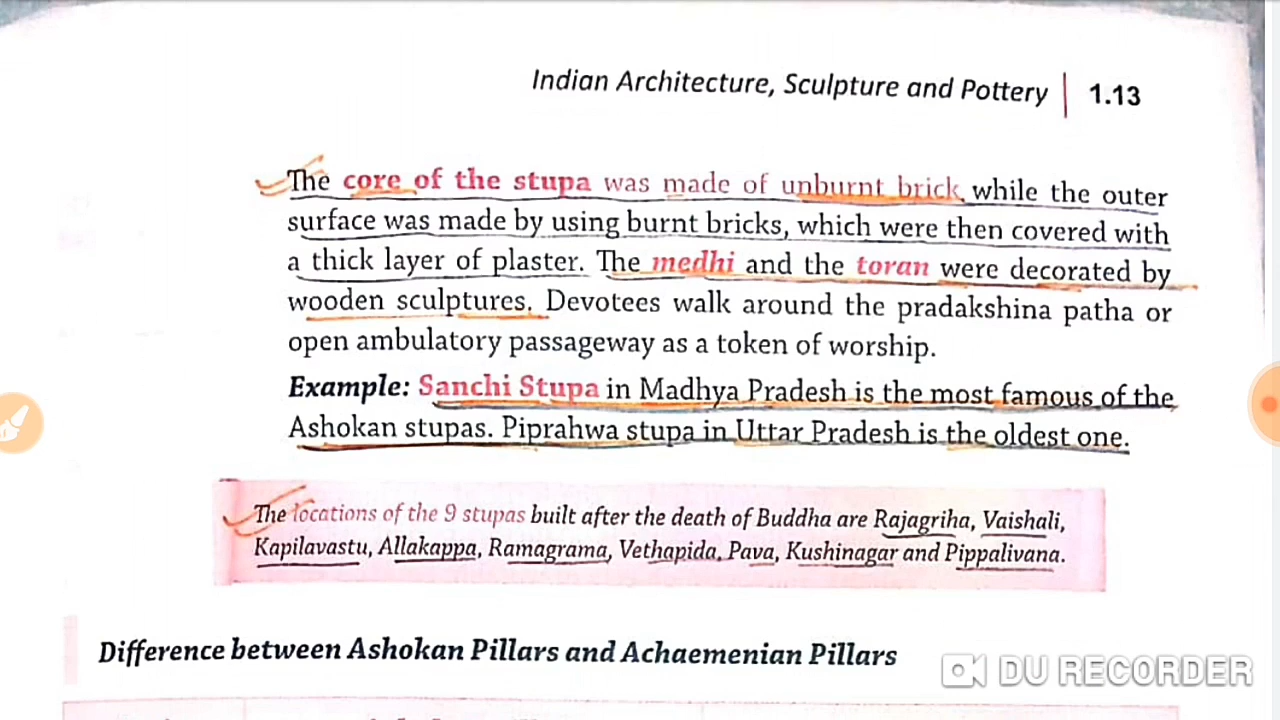 Indian Architecture, Sculpture and Pottery | 1.13
The core of the stupa was made of unburnt brick, while the outer
surface was made by using burnt bricks, which were then covered with
a thick layer of plaster. The medhi and the toran were decorated by
wooden sculptures. Devotees walk around the pradakshina patha or
open ambulatory passageway as a token of worship.
Example: Sanchi Stupa in Madhya Pradesh is the most famous of the
Ashokan stupas. Piprahwa stupa in Uttar Pradesh is the oldest one.
The locations of the 9 stupas built after the death of Buddha are Rajagriha, Vaishali,
Kapilavastu, Allakappa, Ramagrama, Vethapida, Pava, Kushinagar and Pippalivana.
Difference between Ashokan Pillars and Achaemenian Pillars
DU RECORDER